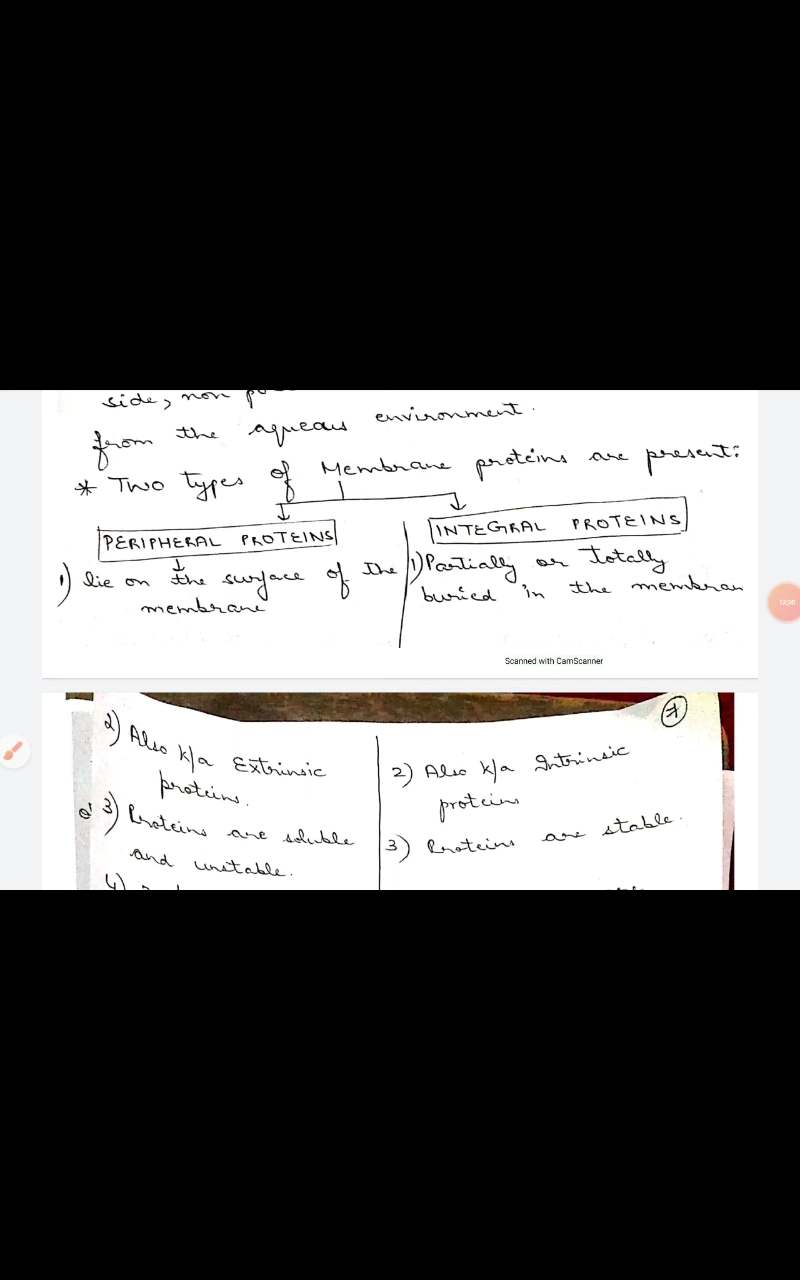 side, non
from the aqueous environment.
* Two types of Membrane proteins are present:
PERIPHERAL PROTEINS
1) lie on the surface of the
membrane
INTEGRAL PROTEINS
1) Partially or Totally
buried in the membran
Scanned with CamScanner
7
2) Also k/a Extrinsic
proteins.
3) Proteins are soluble
and unstable.
4)
2) Also k/a Intrinsic
proteins
3) Proteins are stable.